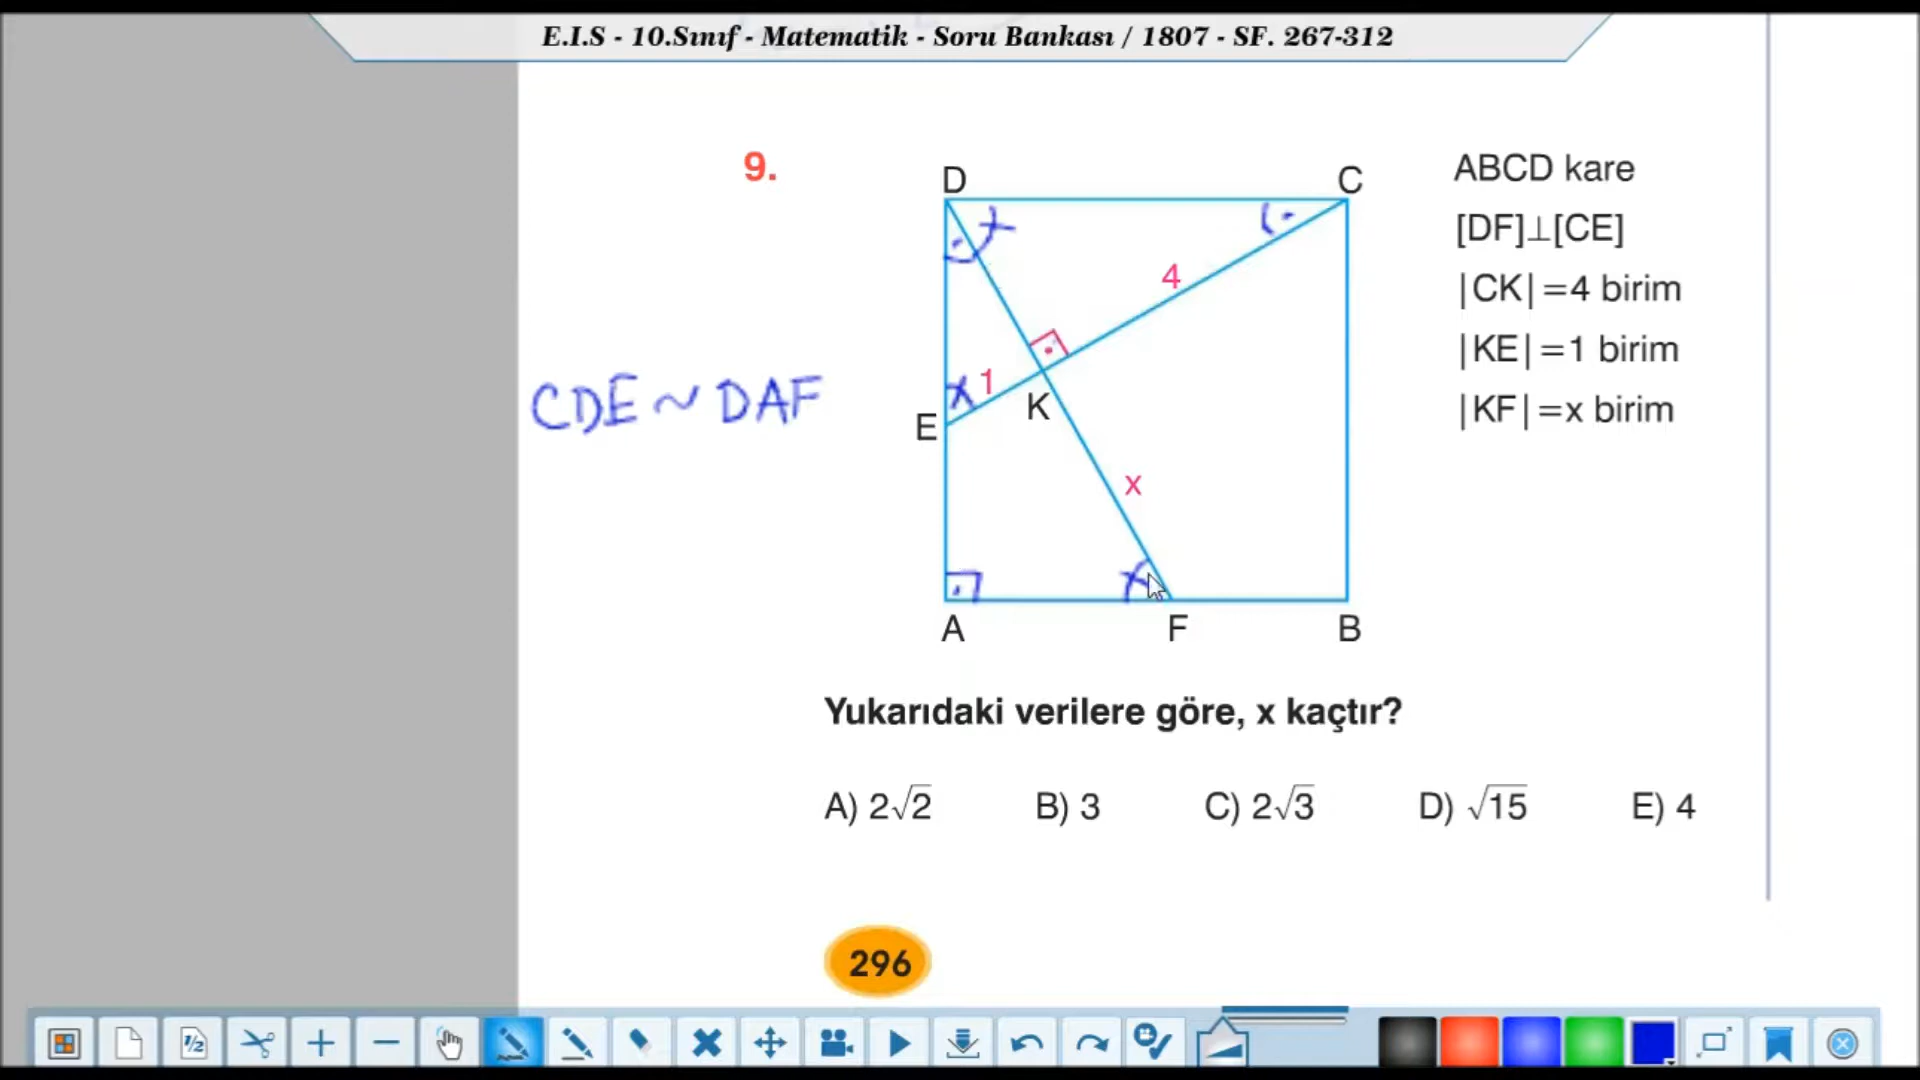 E.I.S - 10.Sınıf - Matematik - Soru Bankası / 1807 - SF. 267-312
9.
D
C
x
4
1
x
E
K
x
x
A
F
B
CDE ~ DAF
ABCD kare
[DF]⊥[CE]
|CK|=4 birim
|KE|=1 birim
|KF|=x birim
Yukarıdaki verilere göre, x kaçtır?
A) 2√2 B) 3 C) 2√3 D) √15 E) 4
296
1/2